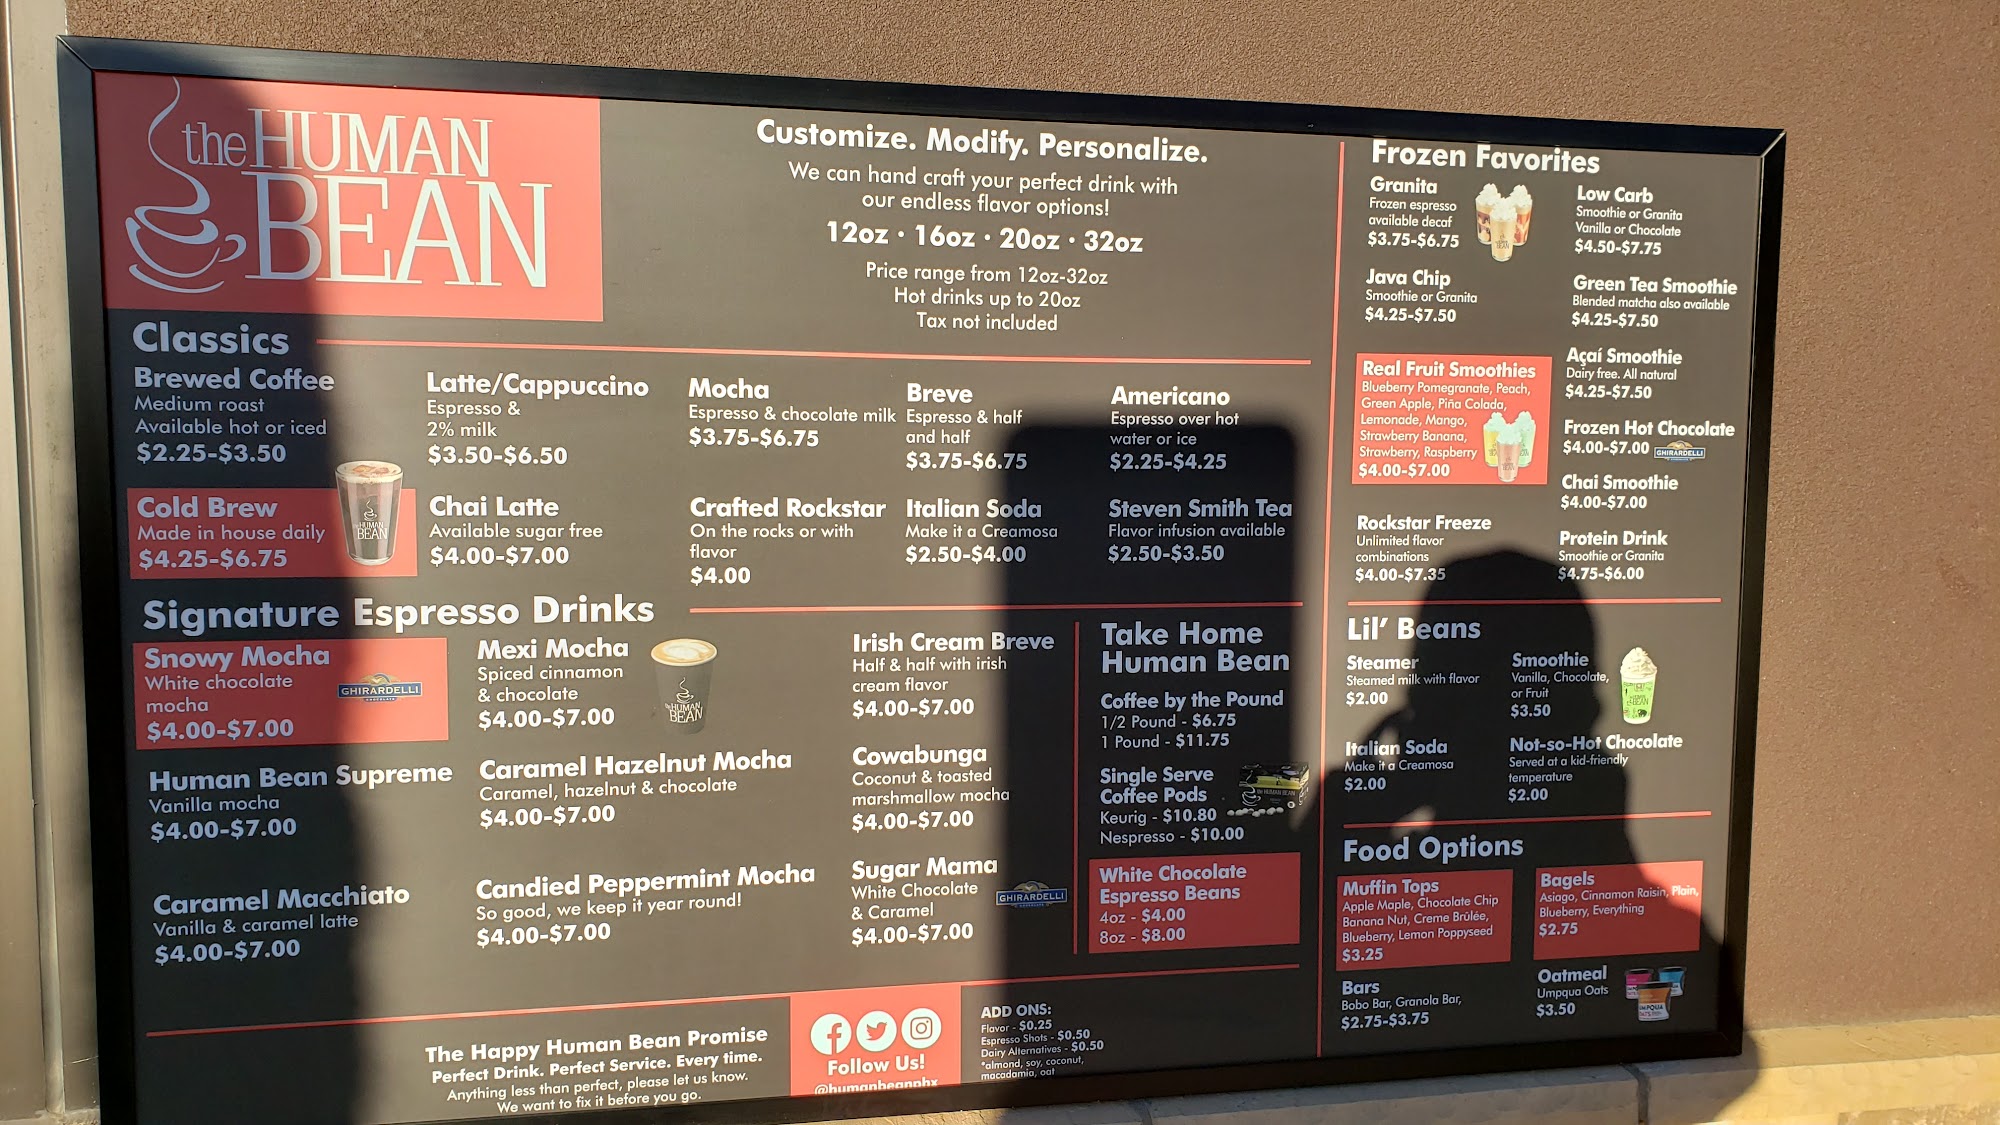 the HUMAN
BEAN
Customize. Modify. Personalize.
We can hand craft your perfect drink with
our endless flavor options!
12oz • 16oz • 20oz • 32oz
Price range from 12oz-32oz
Hot drinks up to 20oz
Tax not included
Classics
Brewed Coffee
Medium roast
Available hot or iced
$2.25-$3.50
Latte/Cappuccino
Espresso &
2% milk
$3.50-$6.50
Mocha
Espresso & chocolate milk
$3.75-$6.75
Breve
Espresso & half
and half
$3.75-$6.75
Americano
Espresso over hot
water or ice
$2.25-$4.25
Cold Brew
Made in house daily
$4.25-$6.75
the HUMAN
BEAN
Chai Latte
Available sugar free
$4.00-$7.00
Crafted Rockstar
On the rocks or with
flavor
$4.00
Italian Soda
Make it a Creamosa
$2.50-$4.00
Steven Smith Tea
Flavor infusion available
$2.50-$3.50
Signature Espresso Drinks
Snowy Mocha
White chocolate
mocha
$4.00-$7.00
GHIRARDELLI
CHOCOLATE
Mexi Mocha
Spiced cinnamon
& chocolate
$4.00-$7.00
the HUMAN
BEAN
Irish Cream Breve
Half & half with irish
cream flavor
$4.00-$7.00
Human Bean Supreme
Vanilla mocha
$4.00-$7.00
Caramel Hazelnut Mocha
Caramel, hazelnut & chocolate
$4.00-$7.00
Cowabunga
Coconut & toasted
marshmallow mocha
$4.00-$7.00
Caramel Macchiato
Vanilla & caramel latte
$4.00-$7.00
Candied Peppermint Mocha
So good, we keep it year round!
$4.00-$7.00
Sugar Mama
White Chocolate
& Caramel
$4.00-$7.00
GHIRARDELLI
Take Home
Human Bean
Coffee by the Pound
1/2 Pound - $6.75
1 Pound - $11.75
Single Serve
Coffee Pods
Keurig - $10.80
Nespresso - $10.00
White Chocolate
Espresso Beans
4oz - $4.00
8oz - $8.00
Frozen Favorites
Granita
Frozen espresso
available decaf
$3.75-$6.75
Low Carb
Smoothie or Granita
Vanilla or Chocolate
$4.50-$7.75
Java Chip
Smoothie or Granita
$4.25-$7.50
Green Tea Smoothie
Blended matcha also available
$4.25-$7.50
Real Fruit Smoothies
Blueberry Pomegranate, Peach,
Green Apple, Piña Colada,
Lemonade, Mango,
Strawberry Banana,
Strawberry, Raspberry
$4.00-$7.00
Açaí Smoothie
Dairy free. All natural
$4.25-$7.50
Frozen Hot Chocolate
$4.00-$7.00
GHIRARDELLI
Chai Smoothie
$4.00-$7.00
Rockstar Freeze
Unlimited flavor
combinations
$4.00-$7.35
Protein Drink
Smoothie or Granita
$4.75-$6.00
Lil' Beans
Steamer
Steamed milk with flavor
$2.00
Smoothie
Vanilla, Chocolate,
or Fruit
$3.50
Italian Soda
Make it a Creamosa
$2.00
Not-so-Hot Chocolate
Served at a kid-friendly
temperature
$2.00
Food Options
Muffin Tops
Apple Maple, Chocolate Chip
Banana Nut, Creme Brûlée,
Blueberry, Lemon Poppyseed
$3.25
Bagels
Asiago, Cinnamon Raisin, Plain,
Blueberry, Everything
$2.75
Bars
Bobo Bar, Granola Bar,
$2.75-$3.75
Oatmeal
Umpqua Oats
$3.50
The Happy Human Bean Promise
Perfect Drink. Perfect Service. Every time.
Anything less than perfect, please let us know.
We want to fix it before you go.
Follow Us!
@humanbeanphx
ADD ONS:
Flavor - $0.25
Espresso Shots - $0.50
Dairy Alternatives - $0.50
*almond, soy, coconut,
macadamia, oat